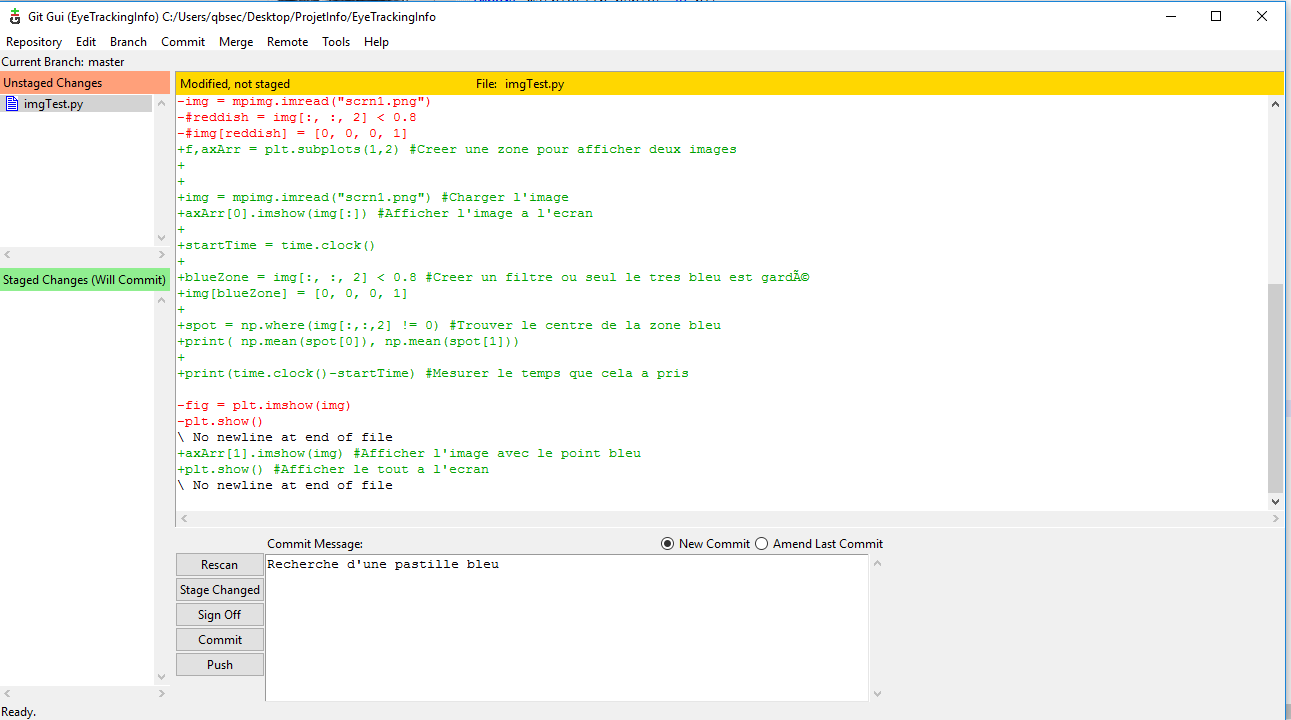 Git Gui (EyeTrackingInfo) C:/Users/qbsec/Desktop/ProjetInfo/EyeTrackingInfo
Repository Edit Branch Commit Merge Remote Tools Help
Current Branch: master
Unstaged Changes
imgTest.py
Staged Changes (Will Commit)
Modified, not staged File: imgTest.py
-img = mpimg.imread("scrn1.png")
-#reddish = img[:, :, 2] < 0.8
-#img[reddish] = [0, 0, 0, 1]
+f,axArr = plt.subplots(1,2) #Creer une zone pour afficher deux images
+
+
+img = mpimg.imread("scrn1.png") #Charger l'image
+axArr[0].imshow(img[:]) #Afficher l'image a l'ecran
+
+startTime = time.clock()
+
+blueZone = img[:, :, 2] < 0.8 #Creer un filtre ou seul le tres bleu est gardÃ©
+img[blueZone] = [0, 0, 0, 1]
+
+spot = np.where(img[:,:,2] != 0) #Trouver le centre de la zone bleu
+print( np.mean(spot[0]), np.mean(spot[1]))
+
+print(time.clock()-startTime) #Mesurer le temps que cela a pris
-fig = plt.imshow(img)
-plt.show()
\ No newline at end of file
+axArr[1].imshow(img) #Afficher l'image avec le point bleu
+plt.show() #Afficher le tout a l'ecran
\ No newline at end of file
Commit Message: New Commit Amend Last Commit
Rescan
Stage Changed
Sign Off
Commit
Push
Recherche d'une pastille bleu
Ready.